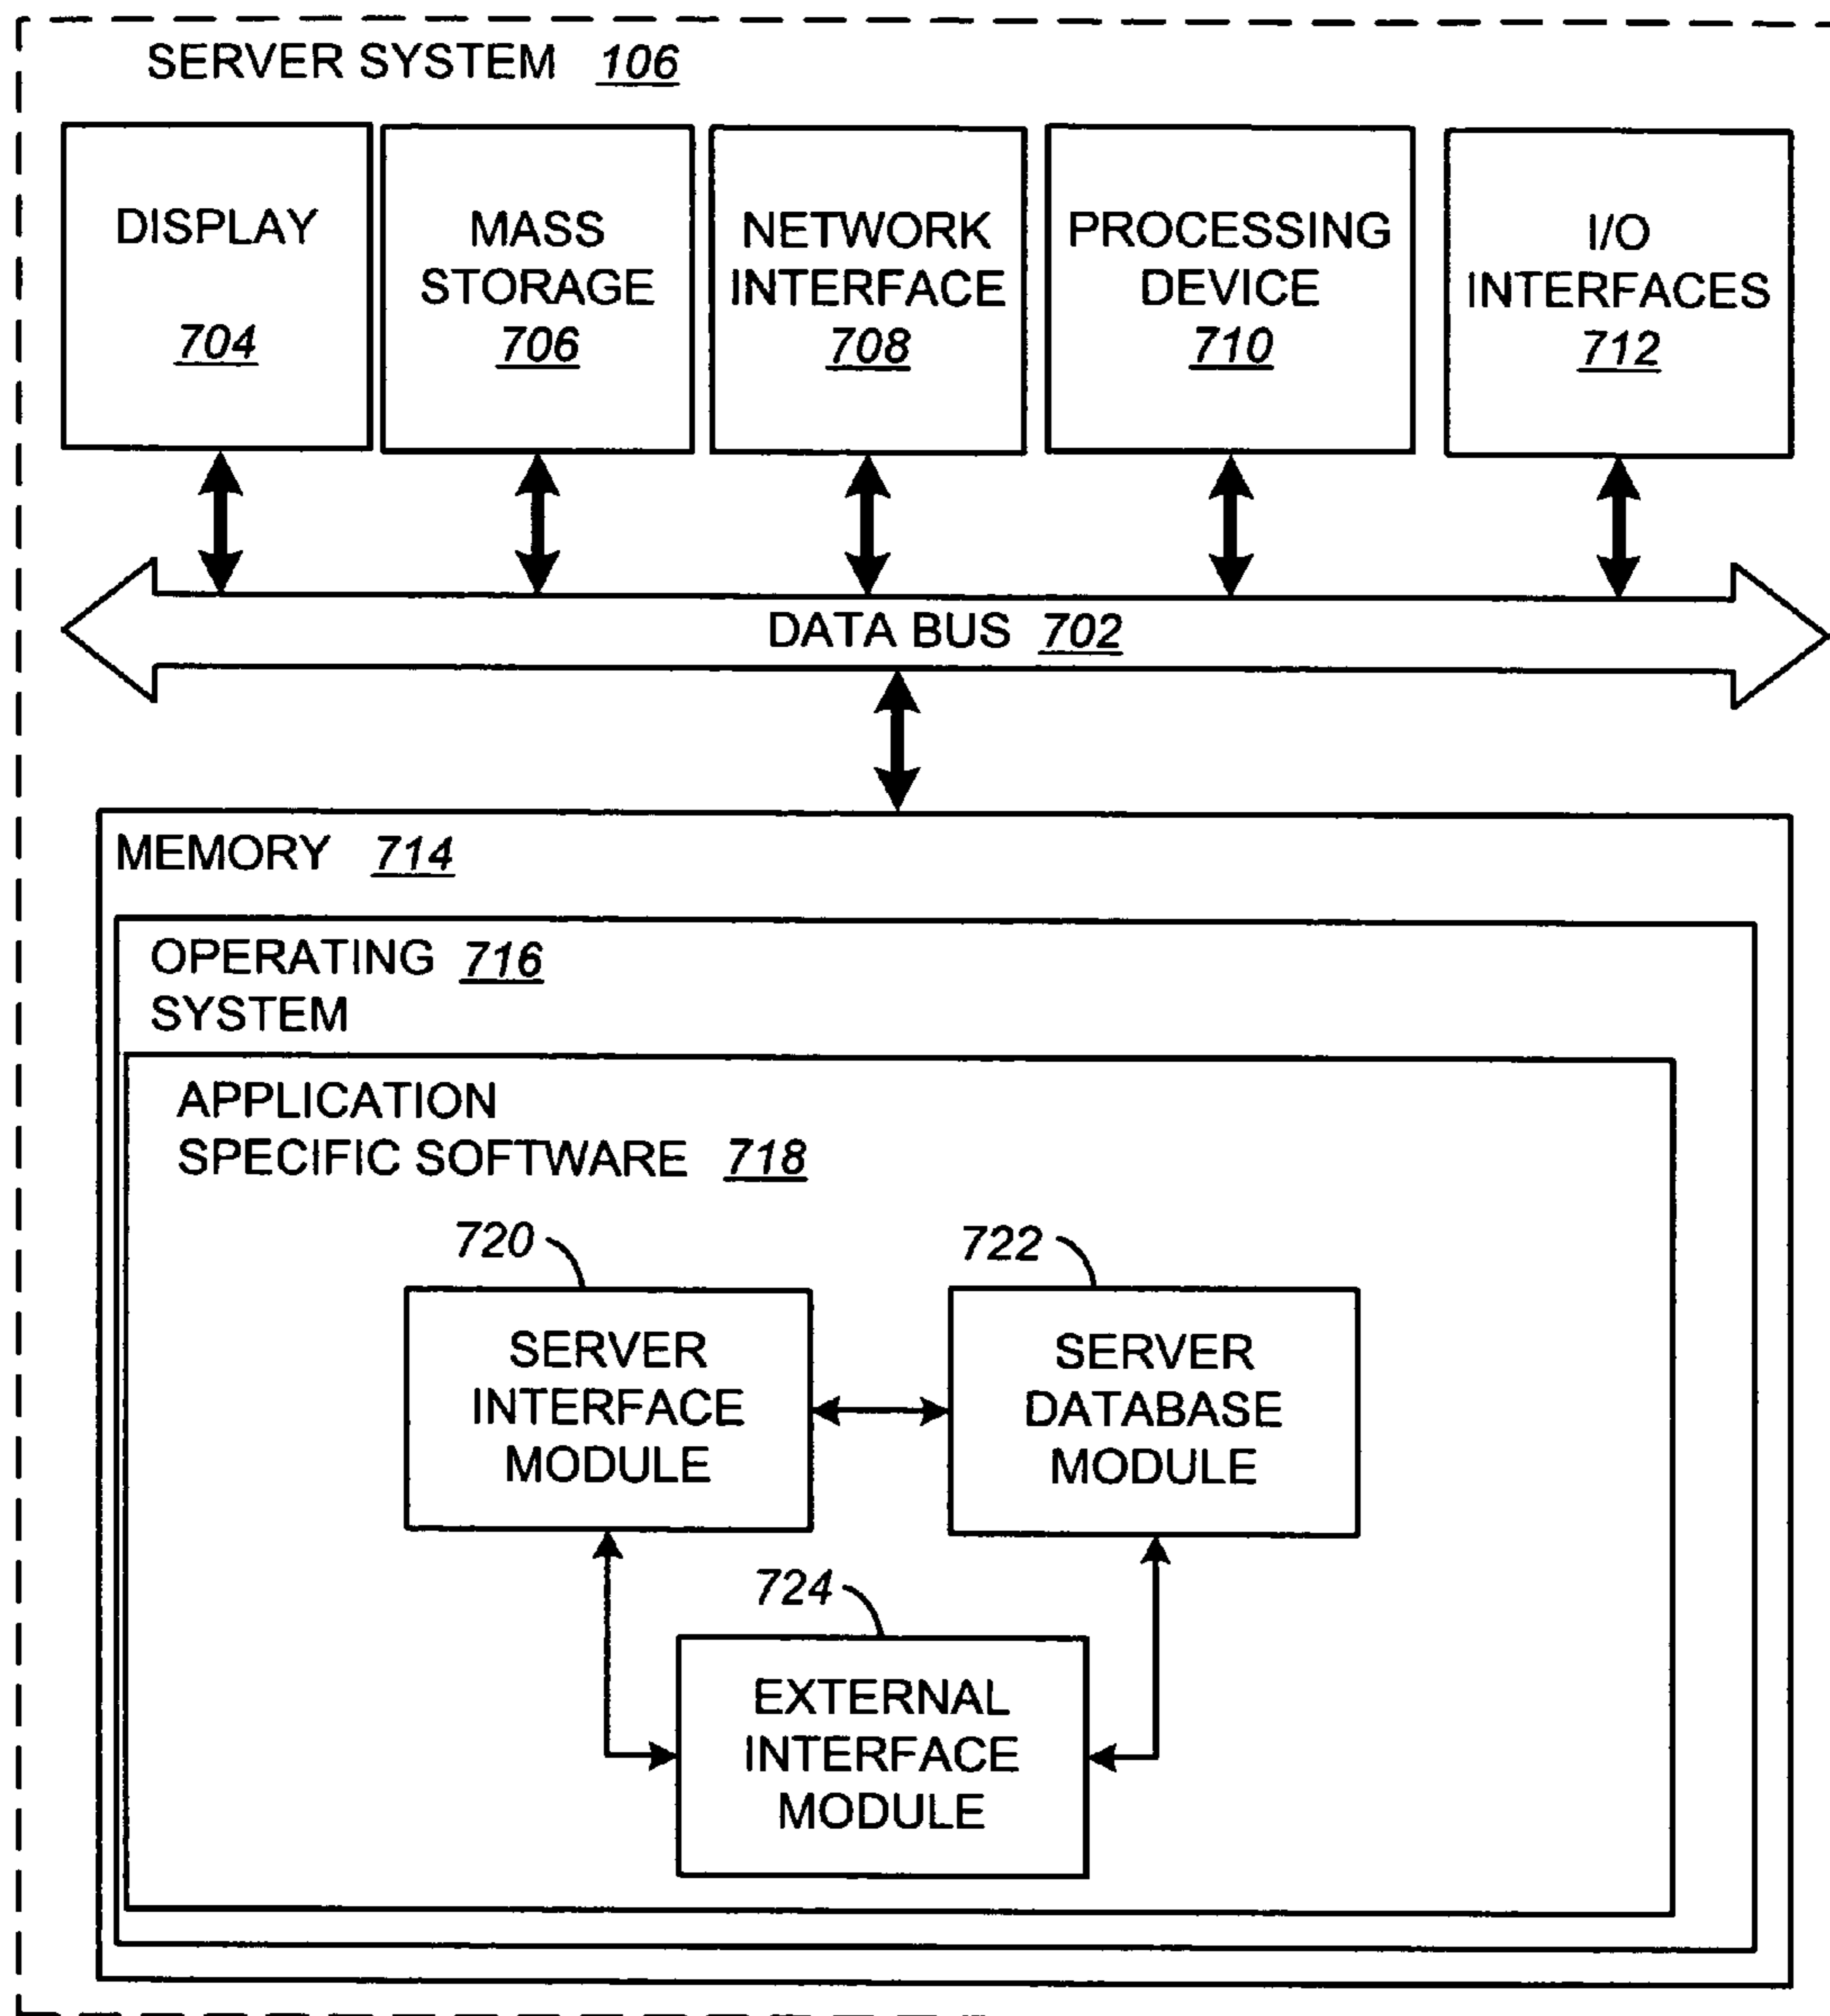 SERVER SYSTEM 106
DISPLAY
704
MASS
STORAGE
706
NETWORK
INTERFACE
708
PROCESSING
DEVICE
710
I/O
INTERFACES
712
DATA BUS 702
MEMORY 714
OPERATING 716
SYSTEM
APPLICATION
SPECIFIC SOFTWARE 718
720
SERVER
INTERFACE
MODULE
722
SERVER
DATABASE
MODULE
724
EXTERNAL
INTERFACE
MODULE